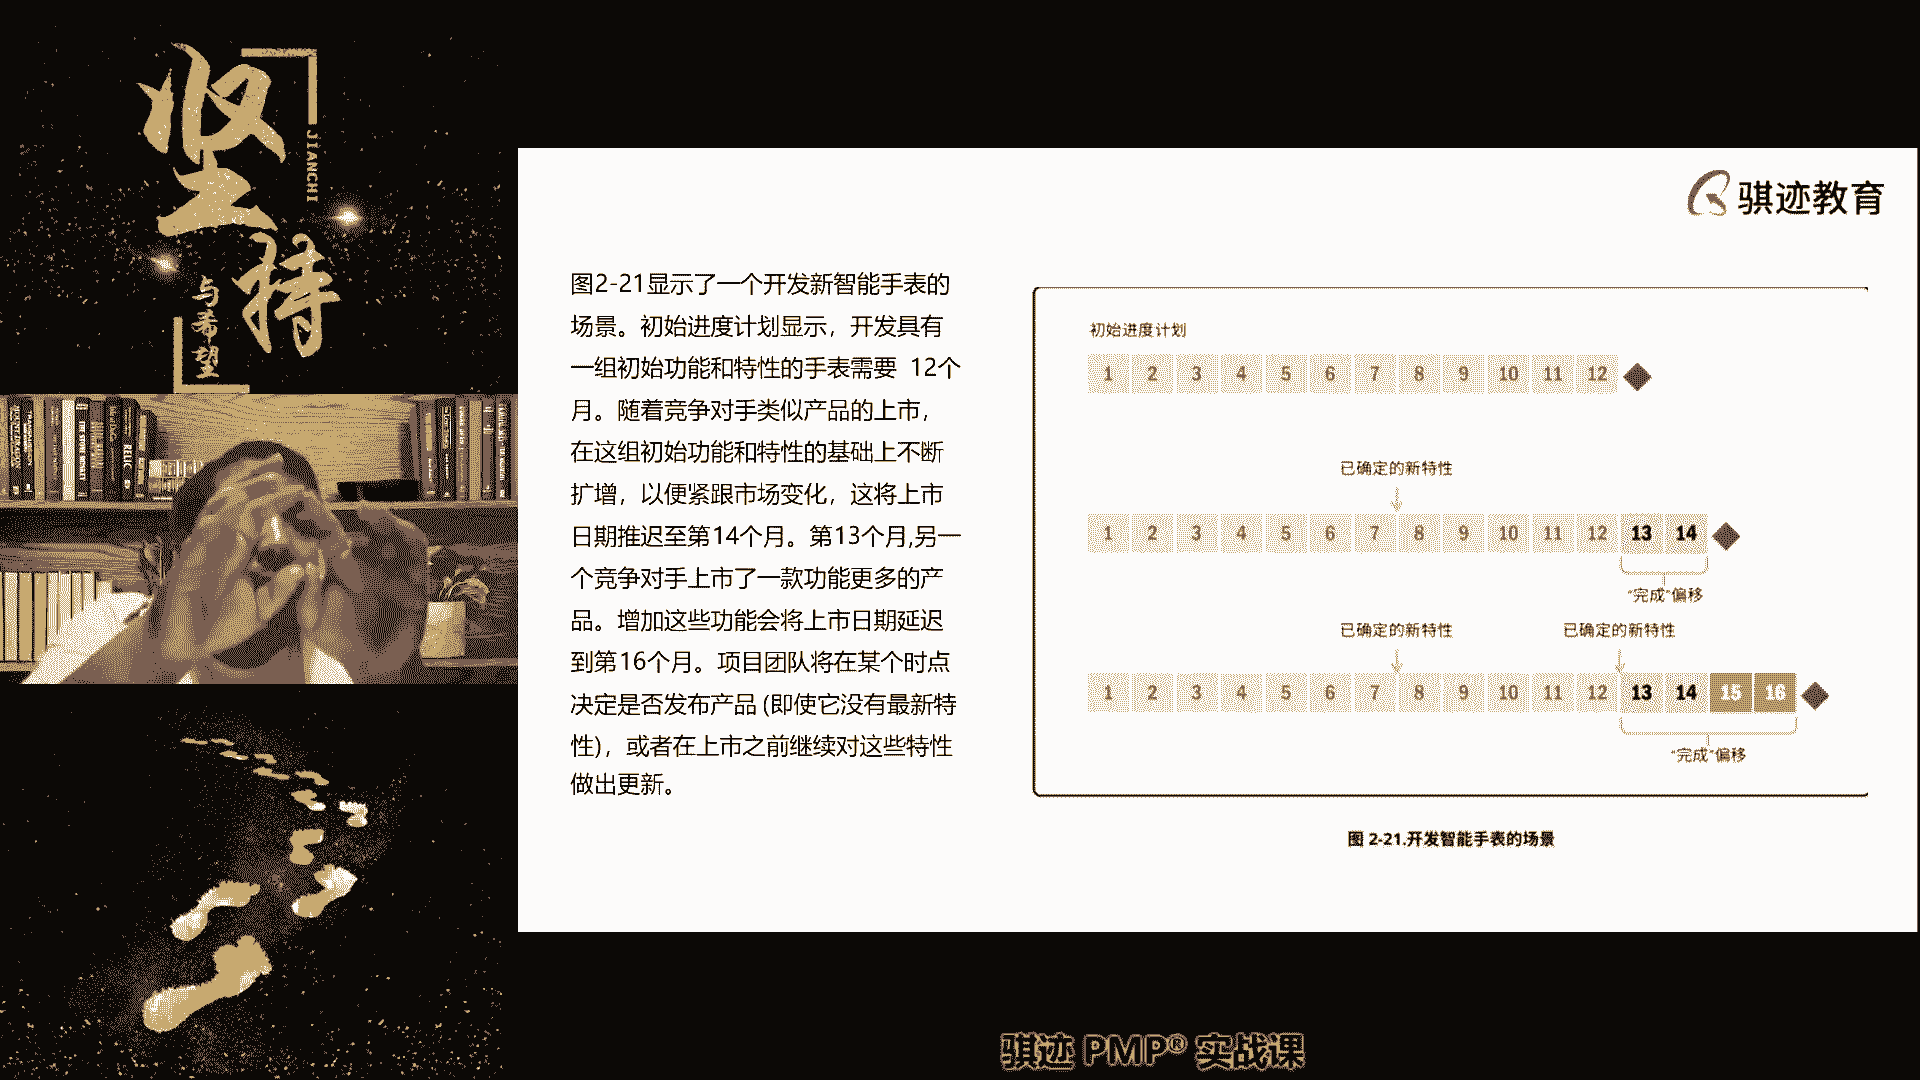 坚持
JIANCHI
与希望
骐迹教育
图2-21显示了一个开发新智能手表的
场景。初始进度计划显示，开发具有
一组初始功能和特性的手表需要 12个
月。随着竞争对手类似产品的上市，
在这组初始功能和特性的基础上不断
扩增，以便紧跟市场变化，这将上市
日期推迟至第14个月。第13个月,另一
个竞争对手上市了一款功能更多的产
品。增加这些功能会将上市日期延迟
到第16个月。项目团队将在某个时点
决定是否发布产品 (即使它没有最新特
性)，或者在上市之前继续对这些特性
做出更新。
初始进度计划
1 2 3 4 5 6 7 8 9 10 11 12
已确定的新特性
1 2 3 4 5 6 7 8 9 10 11 12 13 14
“完成”偏移
已确定的新特性 已确定的新特性
1 2 3 4 5 6 7 8 9 10 11 12 13 14 15 16
“完成”偏移
图 2-21.开发智能手表的场景
骐迹 PMP® 实战课